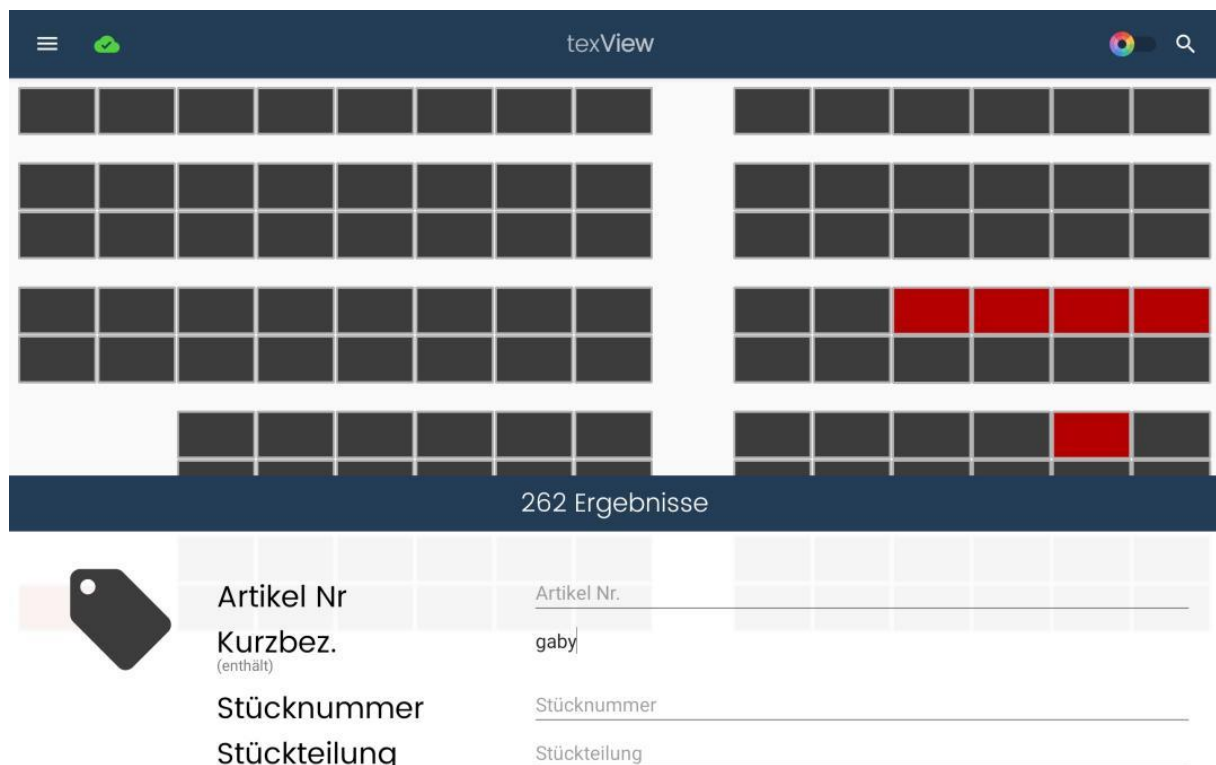 texView
262 Ergebnisse
Artikel Nr
Artikel Nr.
Kurzbez.
(enthält)
gaby
Stücknummer
Stücknummer
Stückteilung
Stückteilung